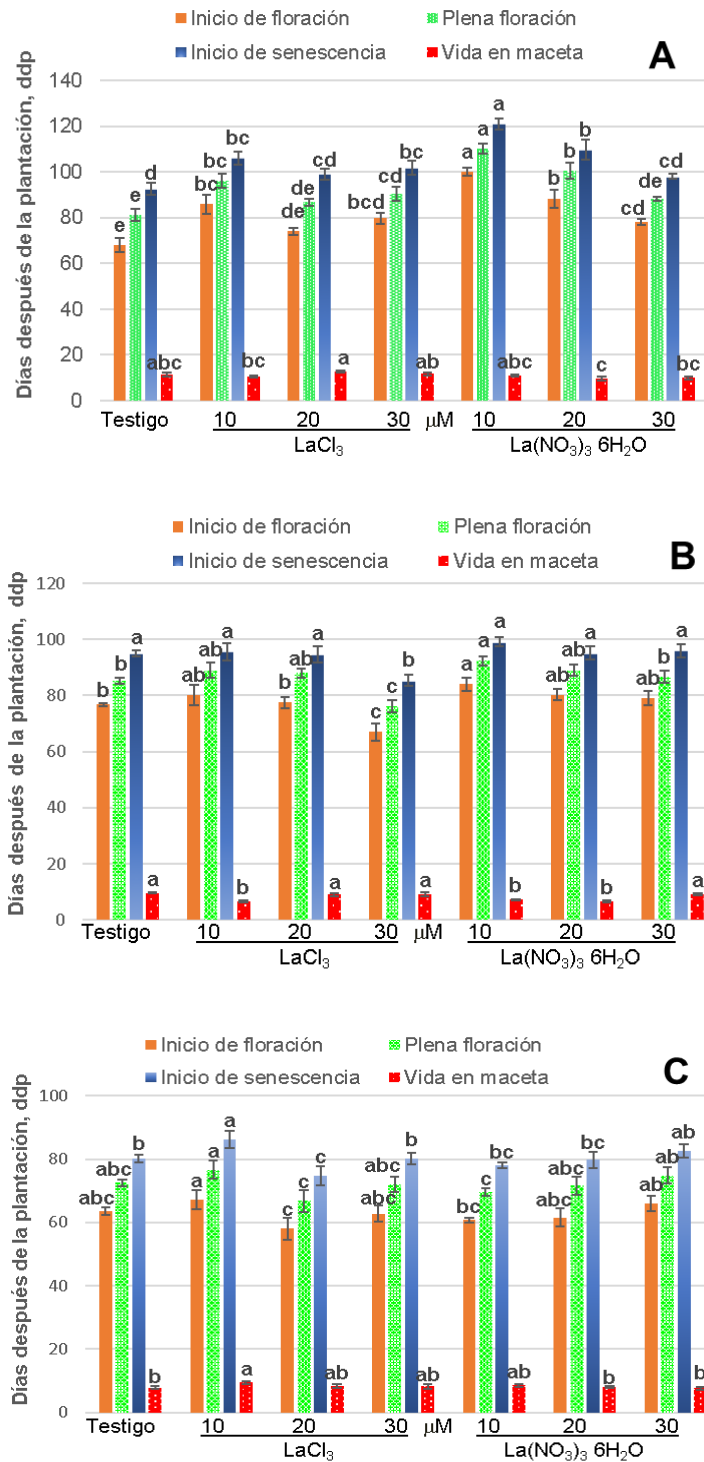 Inicio de floración Plena floración
Inicio de senescencia Vida en maceta
A
Días después de la plantación, ddp
140
120
100
80
60
40
20
0
e e d abc
bc bc bc bc
de de cd a
bcd cd bc ab
a a a abc
b b b c
cd de cd bc
Testigo 10 20 30 μM 10 20 30
LaCl₃ La(NO₃)₃ 6H₂O
Inicio de floración Plena floración
Inicio de senescencia Vida en maceta
B
Días después de la plantación, ddp
120
100
80
60
40
20
0
b b a a
ab ab a b
b ab a a
c c b a
a a a b
ab ab a b
ab b a a
Testigo 10 20 30 μM 10 20 30
LaCl₃ La(NO₃)₃ 6H₂O
Inicio de floración Plena floración
Inicio de senescencia Vida en maceta
C
Días después de la plantación, ddp
100
80
60
40
20
0
abc abc b b
a a a a
c c c ab
abc abc b ab
bc c bc ab
abc abc bc b
ab ab ab b
Testigo 10 20 30 μM 10 20 30
LaCl₃ La(NO₃)₃ 6H₂O